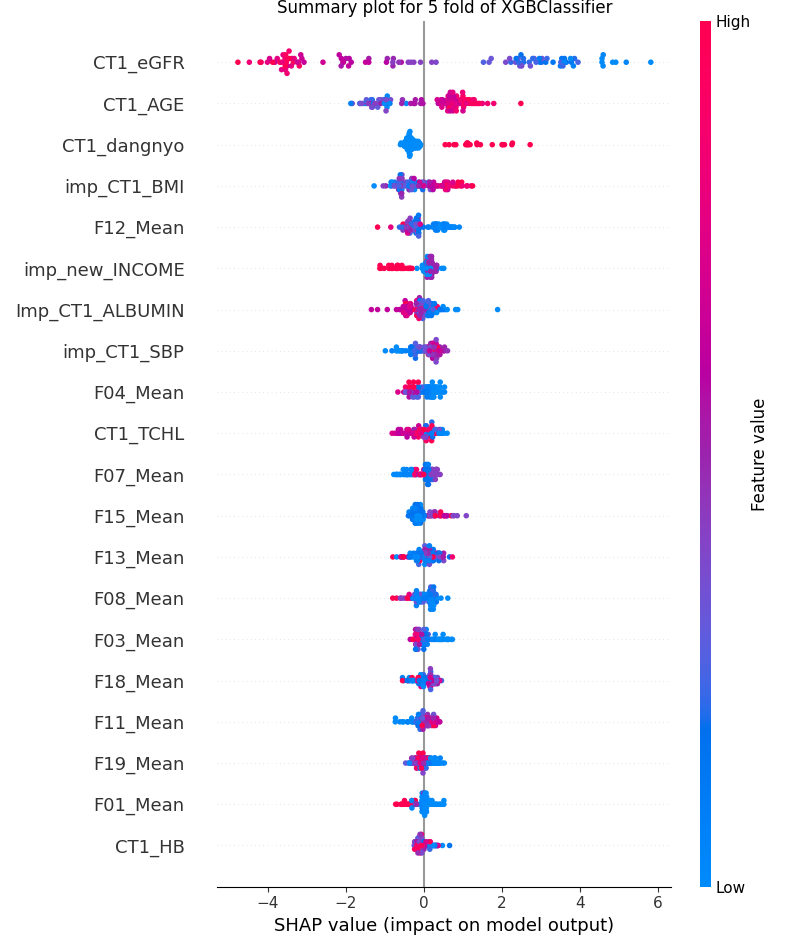 Summary plot for 5 fold of XGBClassifier
High
CT1_eGFR
CT1_AGE
CT1_dangnyo
imp_CT1_BMI
F12_Mean
imp_new_INCOME
Imp_CT1_ALBUMIN
imp_CT1_SBP
F04_Mean
CT1_TCHL
F07_Mean
F15_Mean
F13_Mean
F08_Mean
F03_Mean
F18_Mean
F11_Mean
F19_Mean
F01_Mean
CT1_HB
Feature value
Low
−4 −2 0 2 4 6
SHAP value (impact on model output)